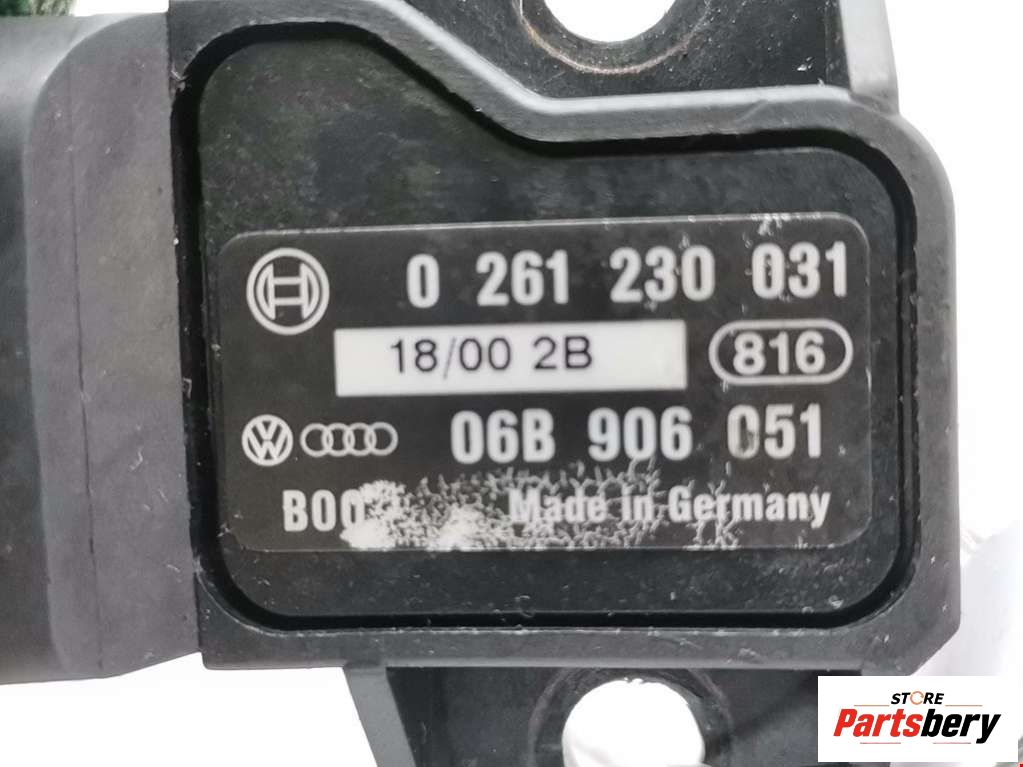 0 261 230 031
18/00 2B 816
06B 906 051
Made in Germany
STORE
Partsbery